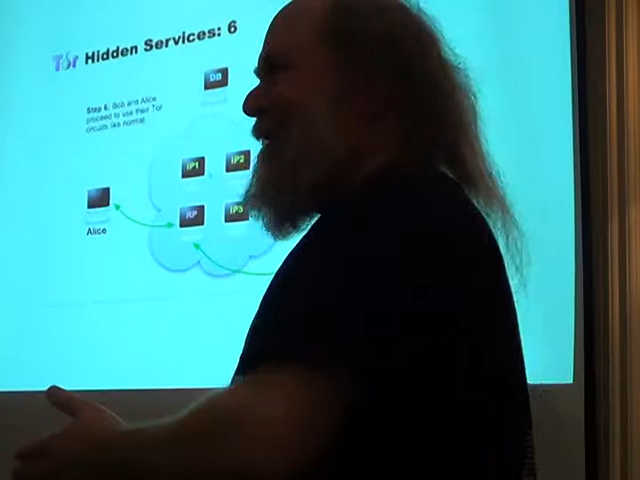 Tor Hidden Services: 6
DB
Step 6: Bob and Alice
proceed to use their Tor
circuits like normal.
IP1
IP2
RP
IP3
Alice